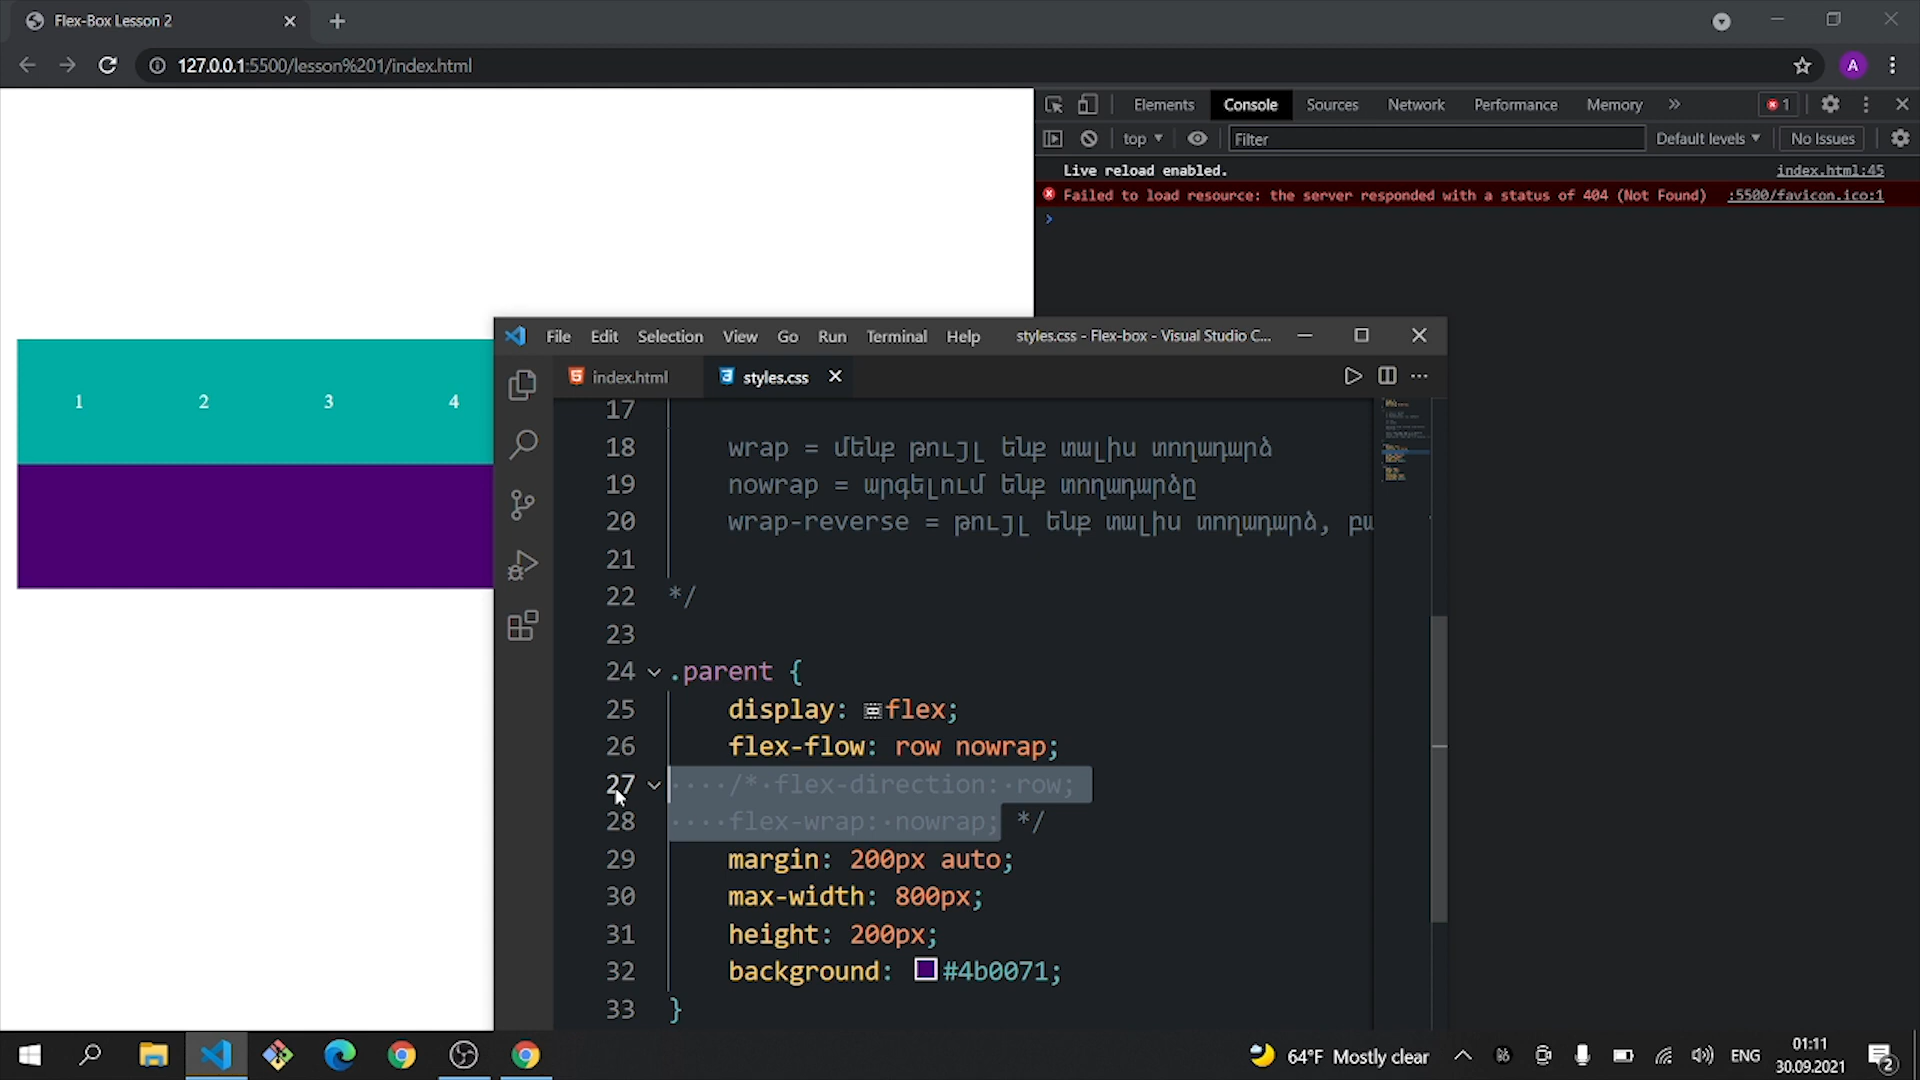 Flex-Box Lesson 2
127.0.0.1:5500/lesson%201/index.html
A
Elements Console Sources Network Performance Memory » 1
top Filter Default levels No Issues
Live reload enabled. index.html:45
Failed to load resource: the server responded with a status of 404 (Not Found) :5500/favicon.ico:1
1 2 3 4
File Edit Selection View Go Run Terminal Help styles.css - Flex-box - Visual Studio C...
index.html styles.css
17
18 wrap = մենք թույլ ենք տալիս տողադարձ
19 nowrap = արգելում ենք տողադարձը
20 wrap-reverse = թույլ ենք տալիս տողադարձ, բա
21
22 */
23
24 .parent {
25 display: flex;
26 flex-flow: row nowrap;
27 /* flex-direction: row;
28 flex-wrap: nowrap; */
29 margin: 200px auto;
30 max-width: 800px;
31 height: 200px;
32 background: #4b0071;
33 }
64°F Mostly clear ENG 01:11
30.09.2021 2